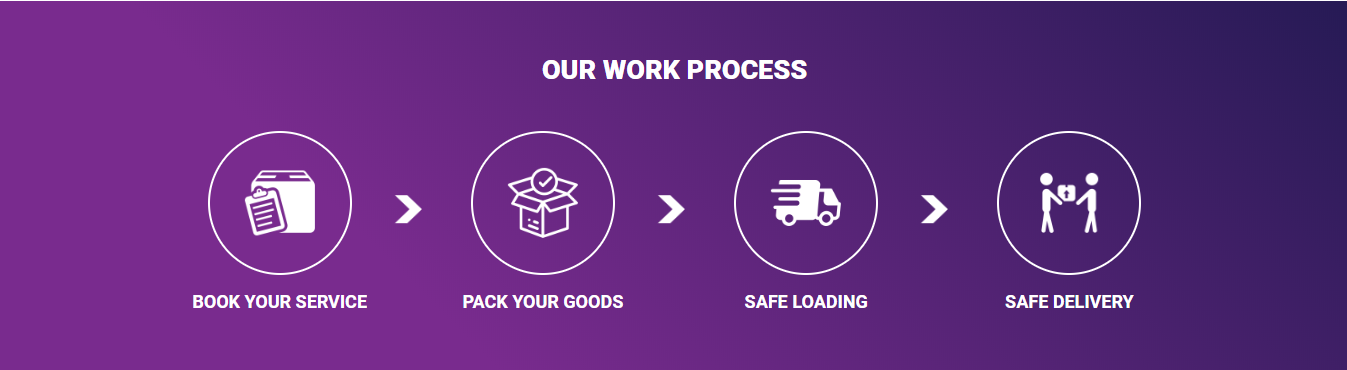 OUR WORK PROCESS
BOOK YOUR SERVICE
PACK YOUR GOODS
SAFE LOADING
SAFE DELIVERY